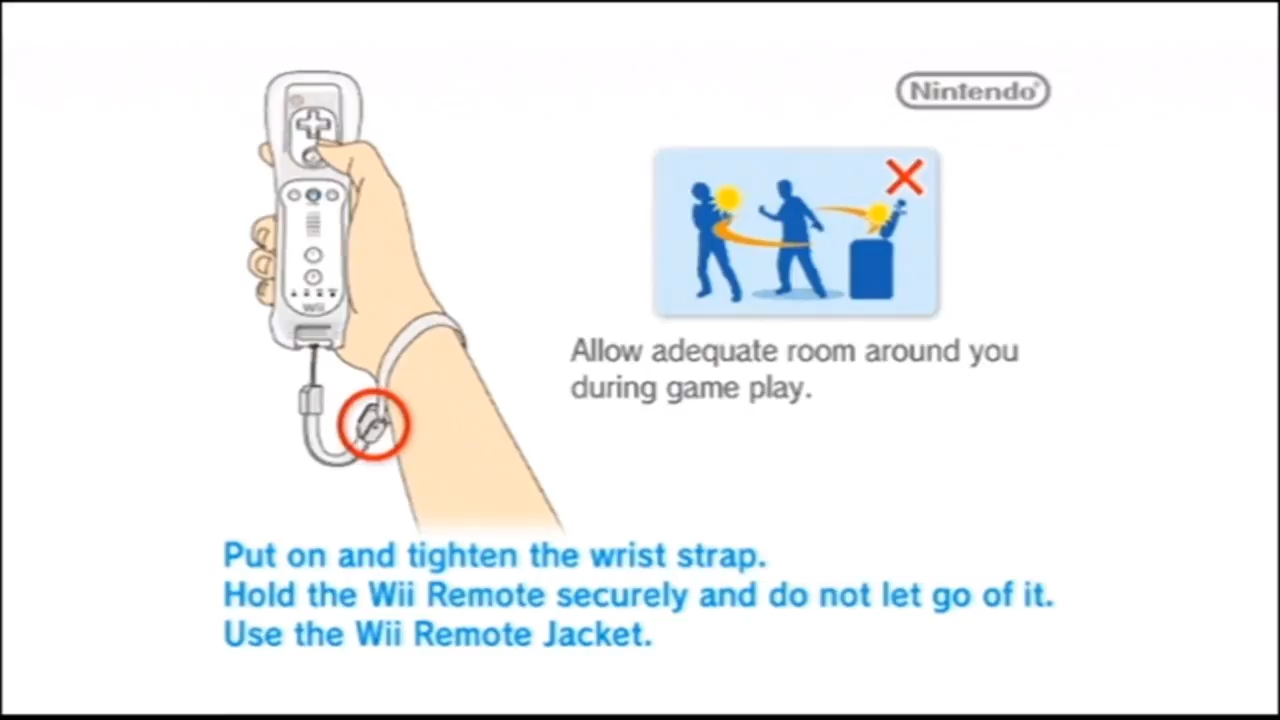 Nintendo
Wii
Allow adequate room around you
during game play.
Put on and tighten the wrist strap.
Hold the Wii Remote securely and do not let go of it.
Use the Wii Remote Jacket.